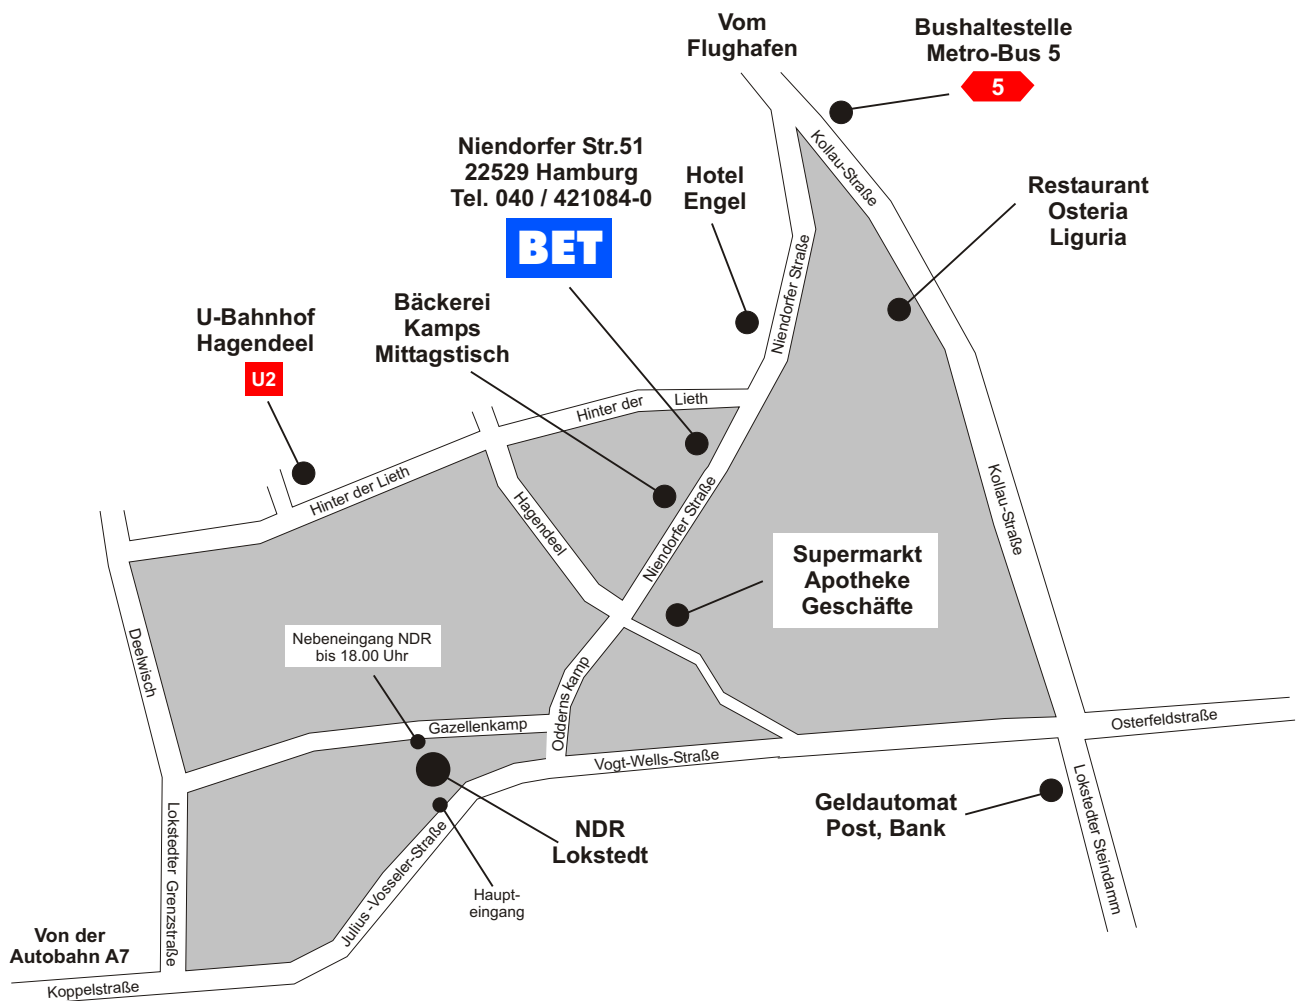 Vom
Flughafen
Bushaltestelle
Metro-Bus 5
5
Niendorfer Str.51
22529 Hamburg
Tel. 040 / 421084-0
BET
Hotel
Engel
Kollau-Straße
Restaurant
Osteria
Liguria
Niendorfer Straße
U-Bahnhof
Hagendeel
U2
Bäckerei
Kamps
Mittagstisch
Hinter der Lieth
Hinter der Lieth
Hagendeel
Niendorfer Straße
Kollau-Straße
Supermarkt
Apotheke
Geschäfte
Deelwisch
Nebeneingang NDR
bis 18.00 Uhr
Gazellenkamp
Odderns kamp
Vogt-Wells-Straße
Osterfeldstraße
Lokstedter Grenzstraße
Julius -Vosseler-Straße
NDR
Lokstedt
Haupt-
eingang
Geldautomat
Post, Bank
Lokstedter Steindamm
Von der
Autobahn A7
Koppelstraße